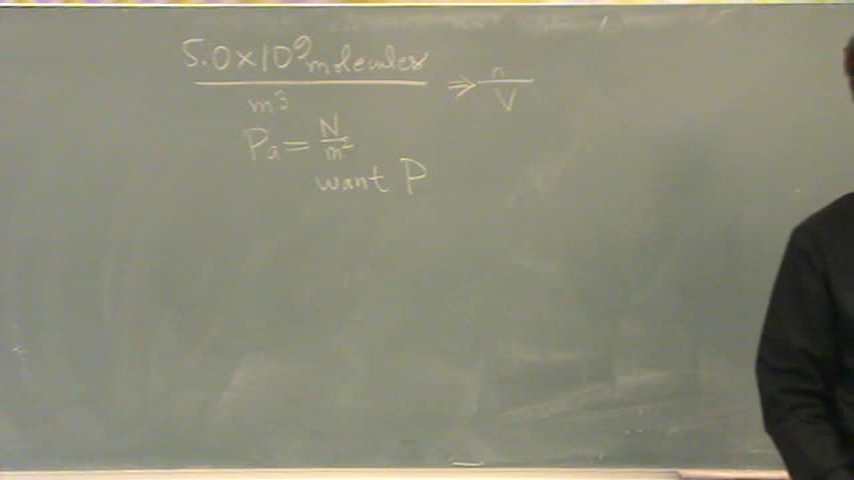 5.0×10⁹ molecules
m³
⇒ n/V
Pa = N/m²
want P